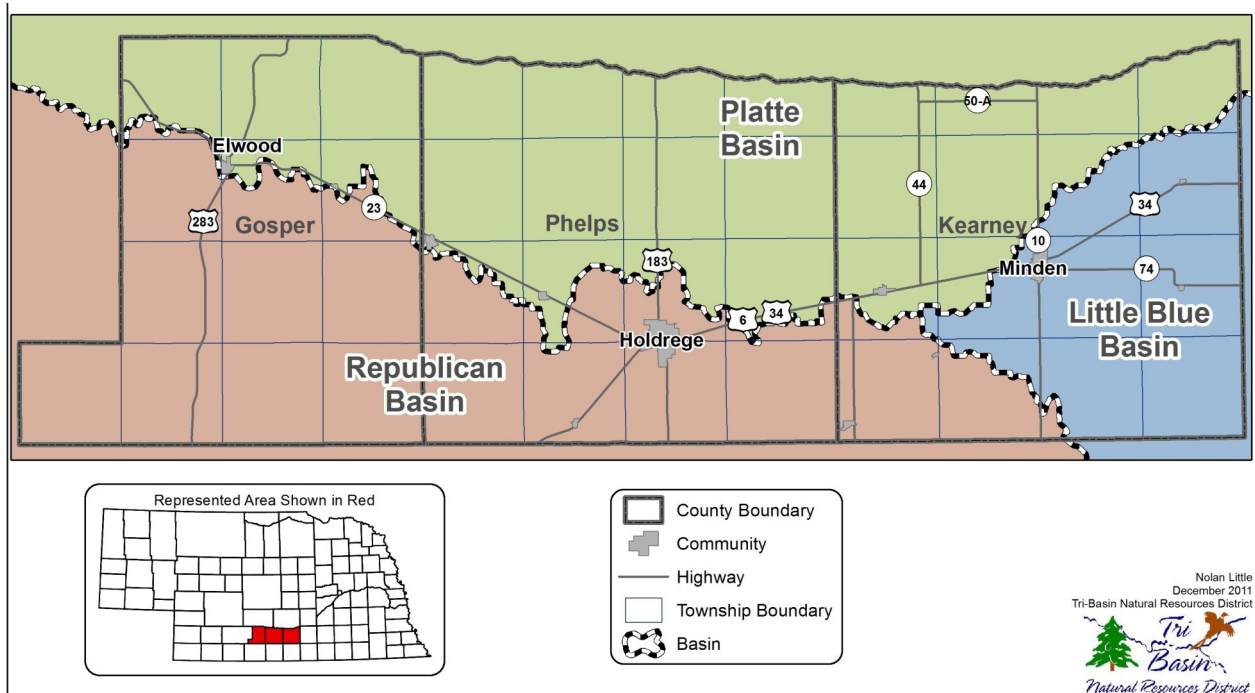 50-A
Platte
Basin
Elwood
44
34
23
283
Gosper
Phelps
Kearney
10
183
Minden
74
6
34
Little Blue
Basin
Holdrege
Republican
Basin
Represented Area Shown in Red
County Boundary
Community
Highway
Township Boundary
Basin
Nolan Little
December 2011
Tri-Basin Natural Resources District
Tri
Basin
Natural Resources District